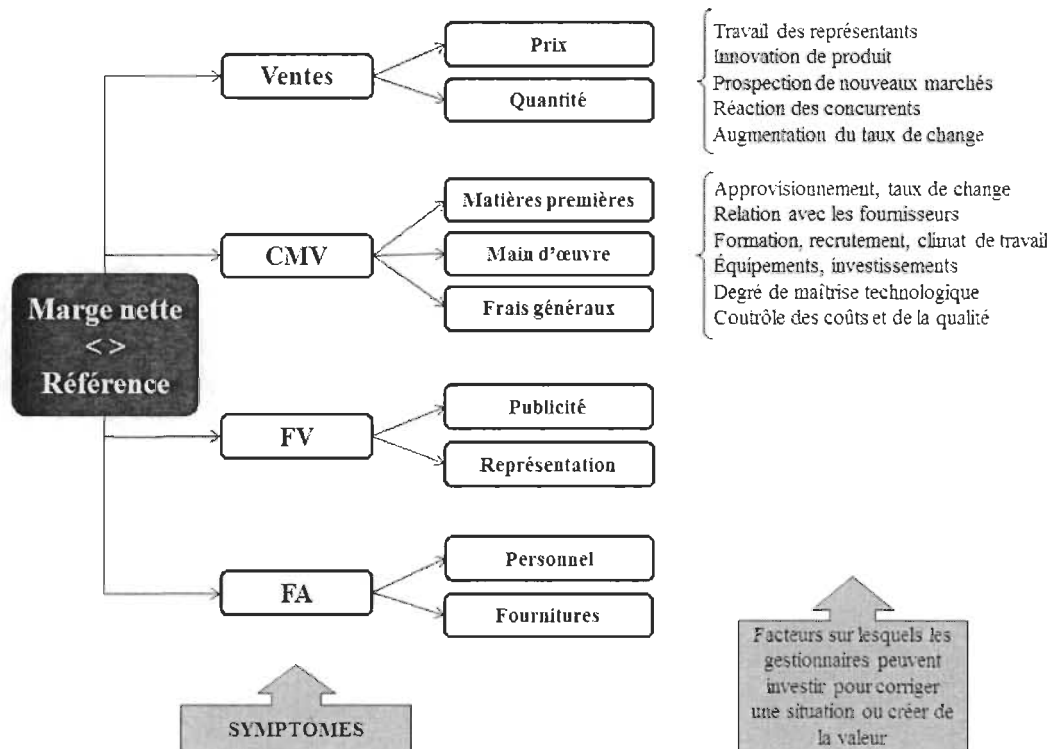 Marge nette
<>
Référence
Ventes
Prix
Quantité
Travail des représentants
Innovation de produit
Prospection de nouveaux marchés
Réaction des concurrents
Augmentation du taux de change
CMV
Matières premières
Main d'œuvre
Frais généraux
Approvisionnement, taux de change
Relation avec les fournisseurs
Formation, recrutement, climat de travail
Équipements, investissements
Degré de maîtrise technologique
Contrôle des coûts et de la qualité
FV
Publicité
Représentation
FA
Personnel
Fournitures
SYMPTÔMES
Facteurs sur lesquels les
gestionnaires peuvent
investir pour corriger
une situation ou créer de
la valeur